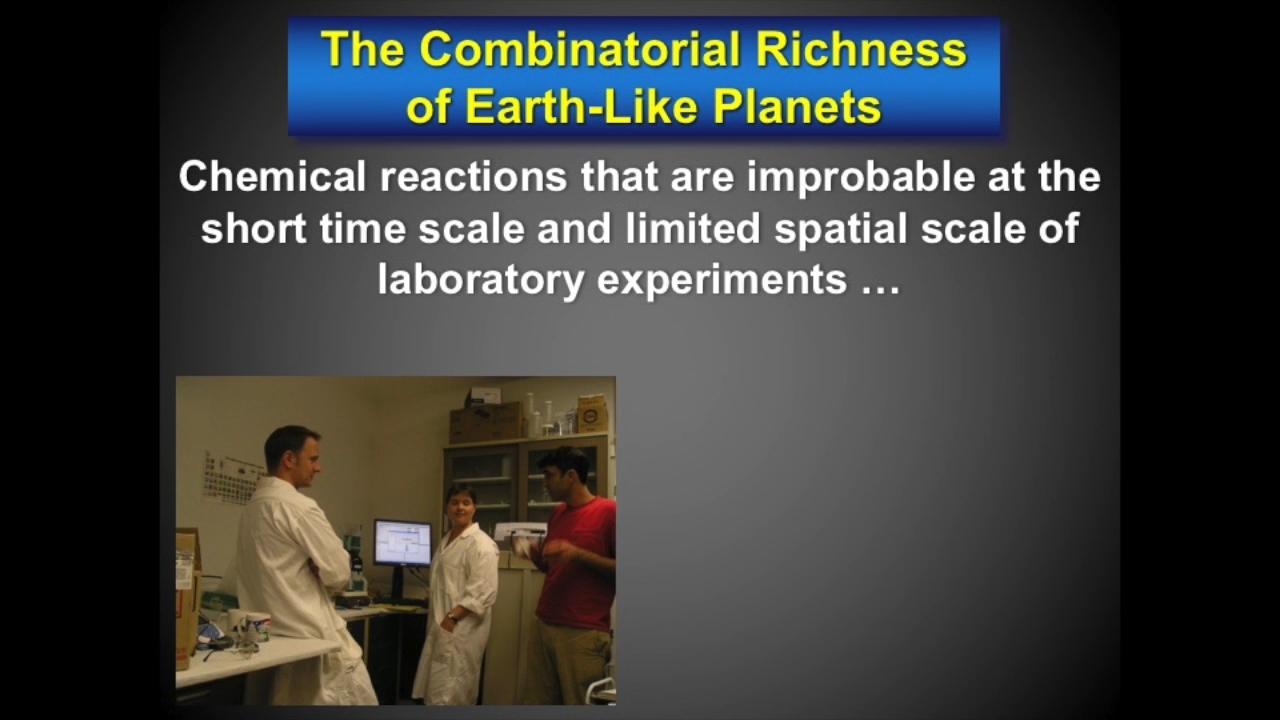 The Combinatorial Richness
of Earth-Like Planets
Chemical reactions that are improbable at the
short time scale and limited spatial scale of
laboratory experiments …